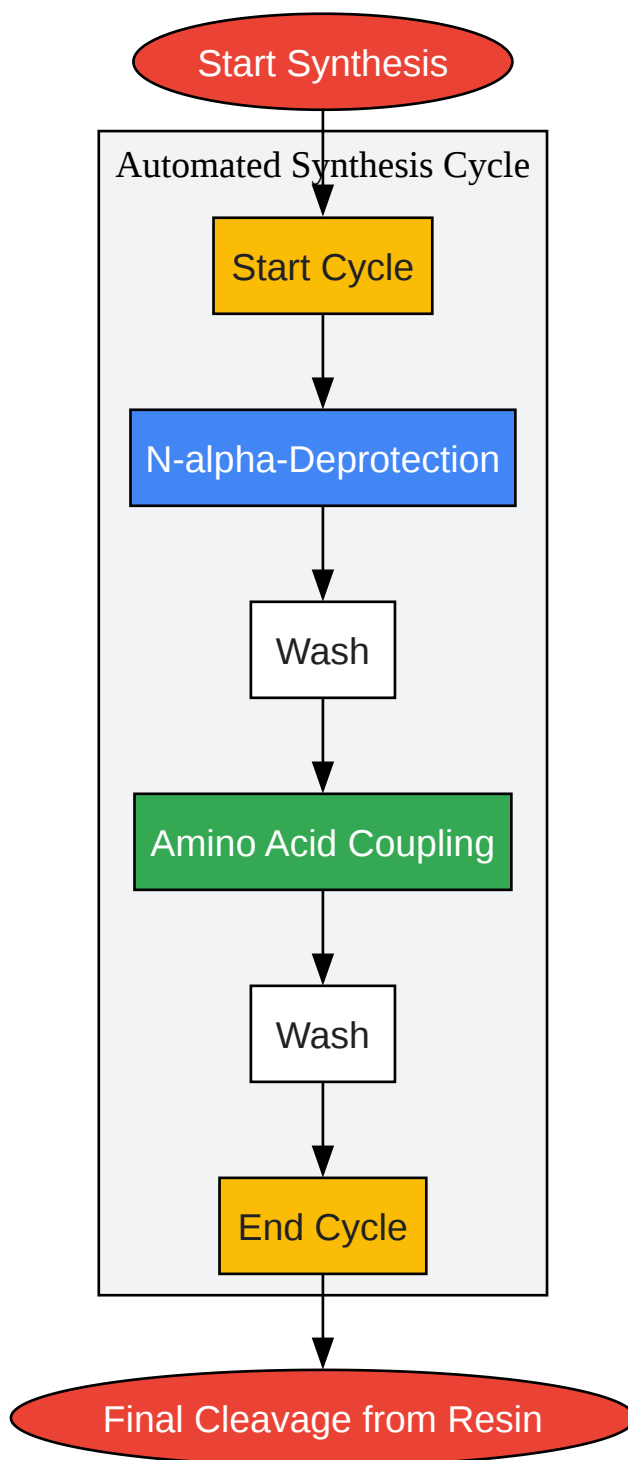 Start Synthesis
Automated Synthesis Cycle
Start Cycle
N-alpha-Deprotection
Wash
Amino Acid Coupling
Wash
End Cycle
Final Cleavage from Resin